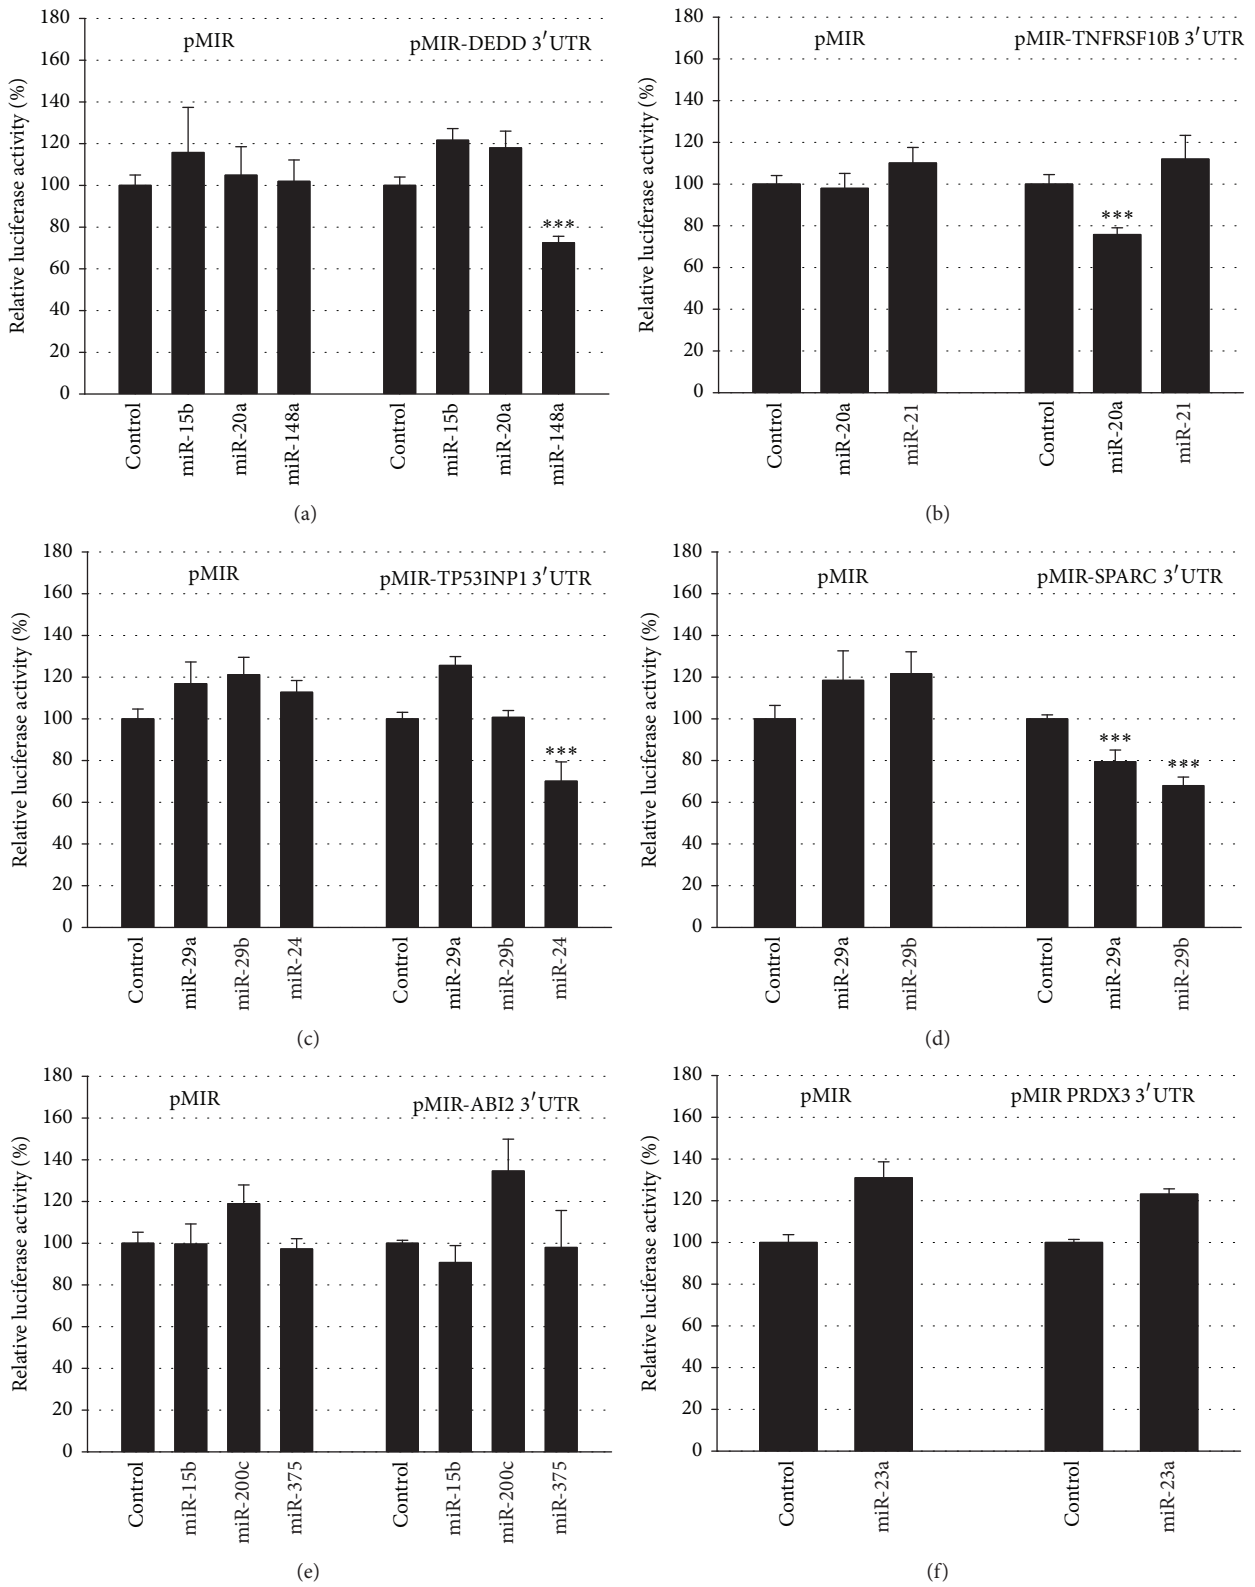 180
160
140
120
100
80
60
40
20
0
Relative luciferase activity (%)
pMIR
pMIR-DEDD 3′UTR
***
Control
miR-15b
miR-20a
miR-148a
Control
miR-15b
miR-20a
miR-148a
(a)
180
160
140
120
100
80
60
40
20
0
Relative luciferase activity (%)
pMIR
pMIR-TNFRSF10B 3′UTR
***
Control
miR-20a
miR-21
Control
miR-20a
miR-21
(b)
180
160
140
120
100
80
60
40
20
0
Relative luciferase activity (%)
pMIR
pMIR-TP53INP1 3′UTR
***
Control
miR-29a
miR-29b
miR-24
Control
miR-29a
miR-29b
miR-24
(c)
180
160
140
120
100
80
60
40
20
0
Relative luciferase activity (%)
pMIR
pMIR-SPARC 3′UTR
***
***
Control
miR-29a
miR-29b
Control
miR-29a
miR-29b
(d)
180
160
140
120
100
80
60
40
20
0
Relative luciferase activity (%)
pMIR
pMIR-ABI2 3′UTR
Control
miR-15b
miR-200c
miR-375
Control
miR-15b
miR-200c
miR-375
(e)
180
160
140
120
100
80
60
40
20
0
Relative luciferase activity (%)
pMIR
pMIR PRDX3 3′UTR
Control
miR-23a
Control
miR-23a
(f)